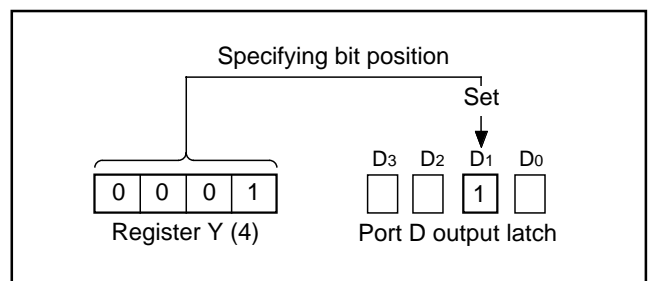 Specifying bit position
Set
D3 D2 D1 D0
0 0 0 1 1
Register Y (4) Port D output latch